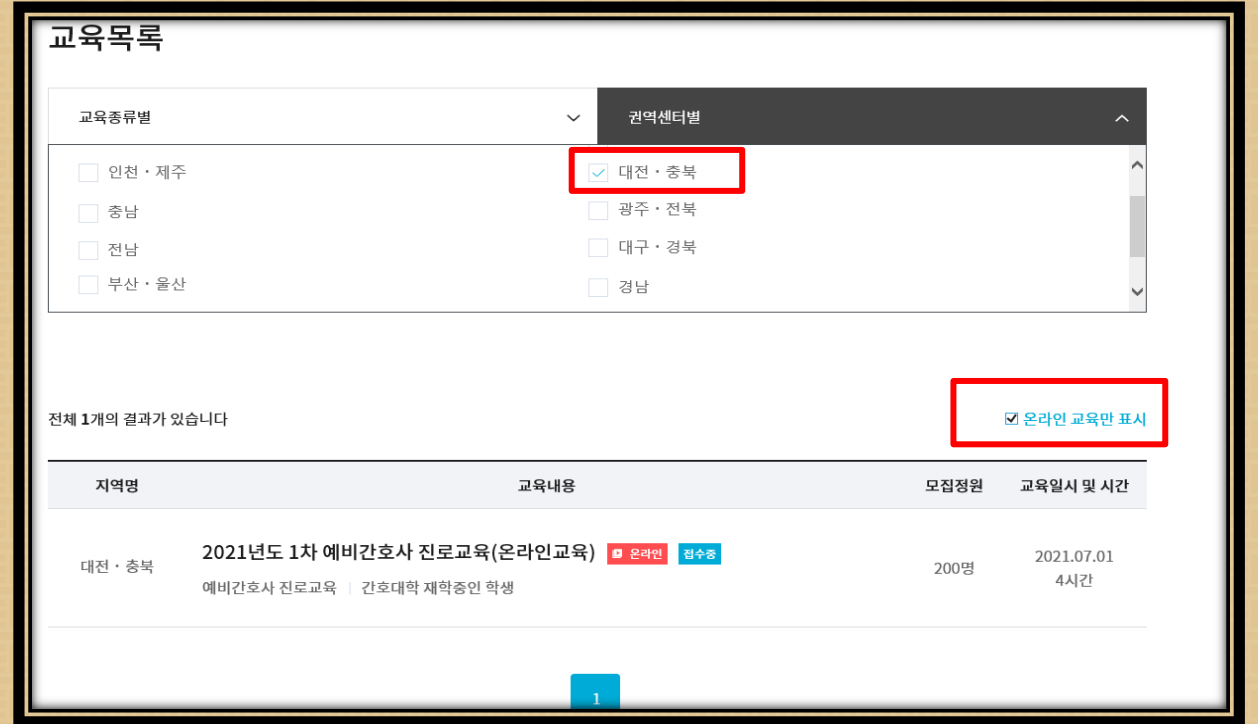 교육목록
교육종류별 권역센터별
인천 · 제주 대전 · 충북
충남 광주 · 전북
전남 대구 · 경북
부산 · 울산 경남
전체 1개의 결과가 있습니다 온라인 교육만 표시
지역명 교육내용 모집정원 교육일시 및 시간
대전 · 충북 2021년도 1차 예비간호사 진로교육(온라인교육) 온라인 접수중 200명 2021.07.01
예비간호사 진로교육 | 간호대학 재학중인 학생 4시간
1